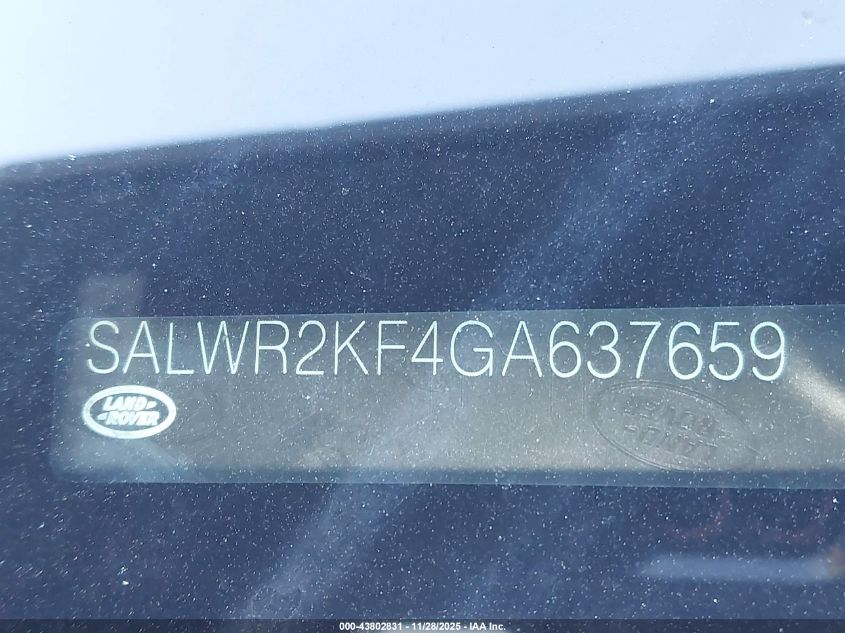 SALWR2KF4GA637659
LAND-
-ROVER
000-43802831 - 11/28/2025 - IAA Inc.